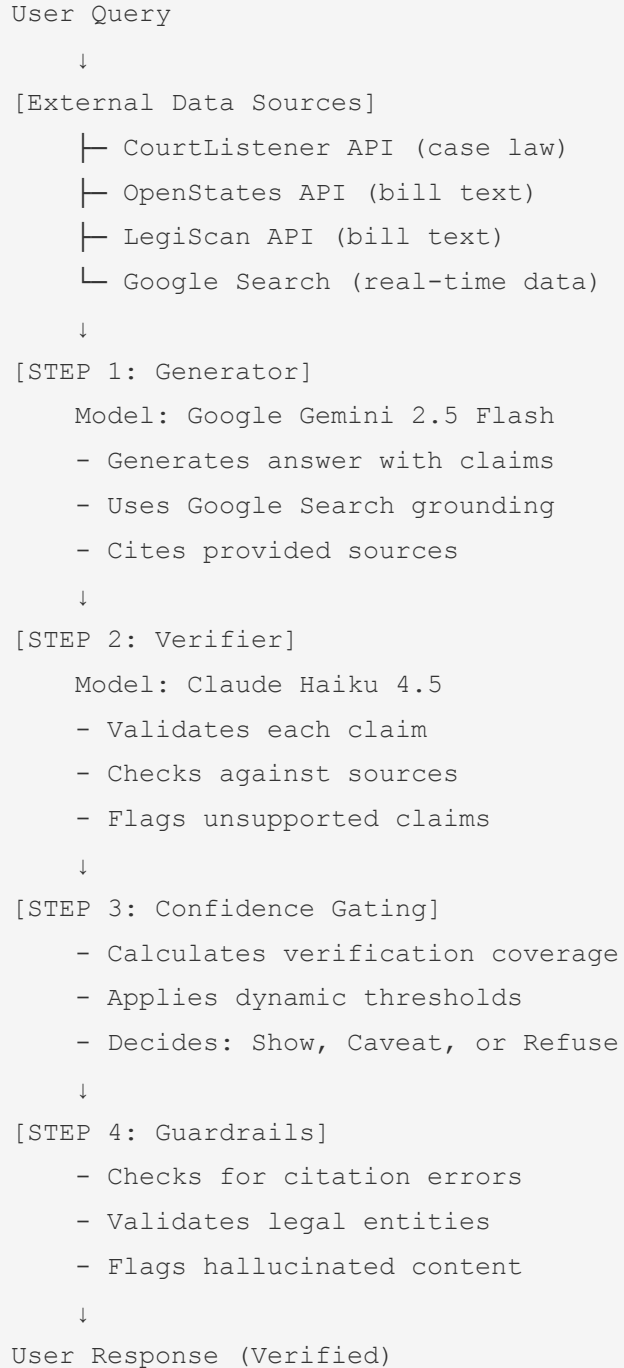 User Query
↓
[External Data Sources]
├─ CourtListener API (case law)
├─ OpenStates API (bill text)
├─ LegiScan API (bill text)
└─ Google Search (real-time data)
↓
[STEP 1: Generator]
Model: Google Gemini 2.5 Flash
- Generates answer with claims
- Uses Google Search grounding
- Cites provided sources
↓
[STEP 2: Verifier]
Model: Claude Haiku 4.5
- Validates each claim
- Checks against sources
- Flags unsupported claims
↓
[STEP 3: Confidence Gating]
- Calculates verification coverage
- Applies dynamic thresholds
- Decides: Show, Caveat, or Refuse
↓
[STEP 4: Guardrails]
- Checks for citation errors
- Validates legal entities
- Flags hallucinated content
↓
User Response (Verified)